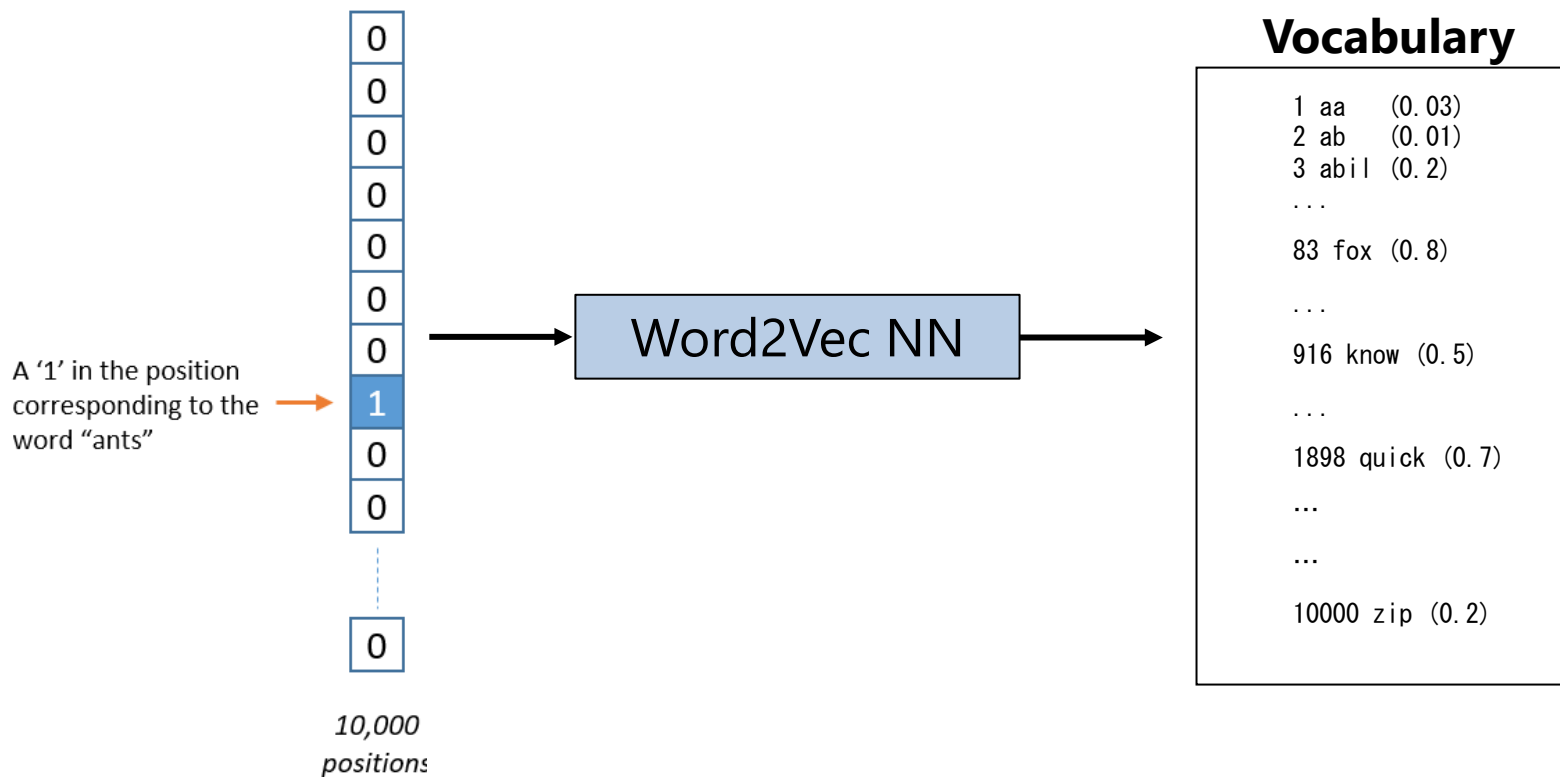 0
0
0
0
0
0
0
1
0
0
0
A ‘1’ in the position
corresponding to the
word “ants”
10,000
positions
Word2Vec NN
Vocabulary
1 aa (0.03)
2 ab (0.01)
3 abil (0.2)
...
83 fox (0.8)
...
916 know (0.5)
...
1898 quick (0.7)
...
...
10000 zip (0.2)